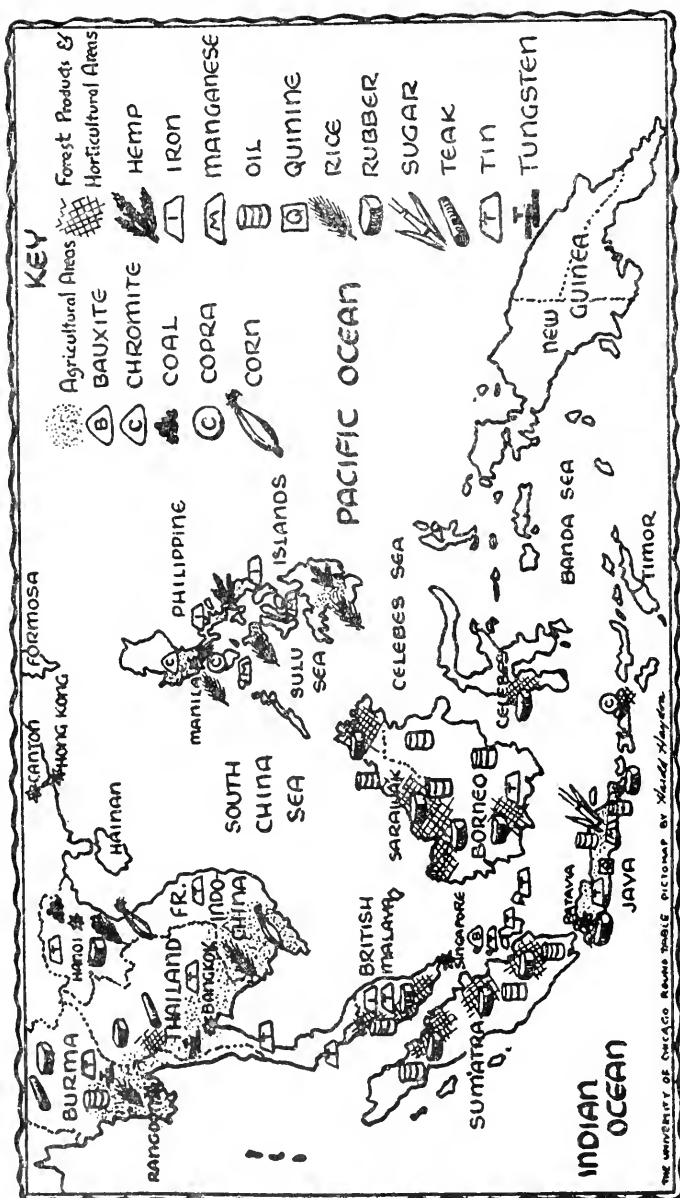 KEY
Agricultural Areas
B BAUXITE
C CHROMITE
COAL
C COPRA
CORN
Forest Products &
Horticultural Areas
HEMP
I IRON
M MANGANESE
OIL
Q QUININE
RICE
RUBBER
SUGAR
TEAK
T TIN
T TUNGSTEN
CANTON
HONG KONG
FORMOSA
HAINAN
BURMA
HANOI
RANGOON
THAILAND
BANGKOK
FR.
INDO
CHINA
SOUTH
CHINA
SEA
PHILIPPINE
ISLANDS
MANILA
SULU
SEA
PACIFIC OCEAN
BRITISH
MALAYA
SINGAPORE
SARAWAK
BORNEO
CELEBES SEA
CELEBES
SUMATRA
BATAVIA
JAVA
BANDA SEA
TIMOR
NEW
GUINEA
INDIAN
OCEAN
THE UNIVERSITY OF CHICAGO ROUND TABLE PICTOMAP BY